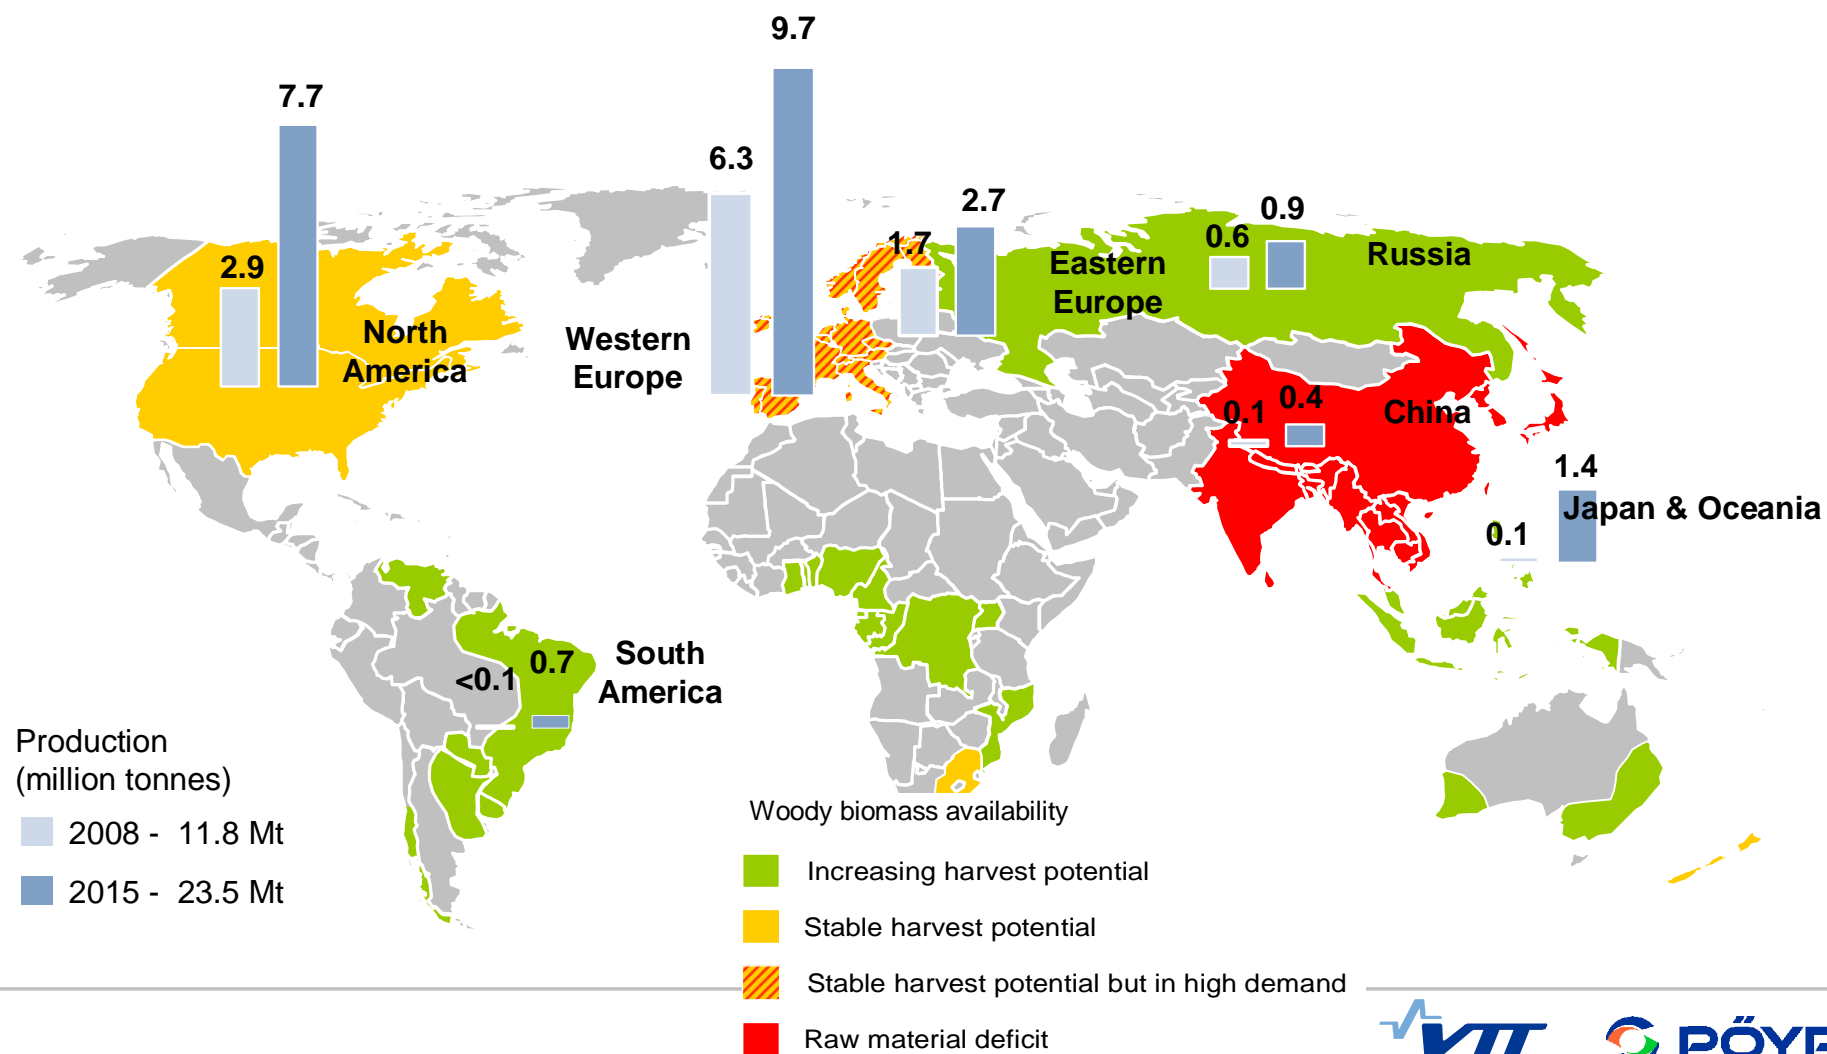 9.7
7.7
6.3
2.7
0.9
1.7
0.6
Russia
2.9
Eastern
Europe
North
America
Western
Europe
0.1
0.4
China
1.4
Japan & Oceania
0.1
<0.1
0.7
South
America
Production
(million tonnes)
2008 - 11.8 Mt
2015 - 23.5 Mt
Woody biomass availability
Increasing harvest potential
Stable harvest potential
Stable harvest potential but in high demand
Raw material deficit
VTT